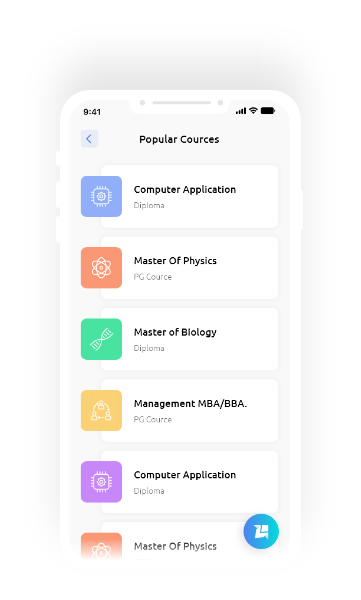 9:41
Popular Cources
Computer Application
Diploma
Master Of Physics
PG Cource
Master of Biology
Diploma
Management MBA/BBA.
PG Cource
Computer Application
Diploma
Master Of Physics